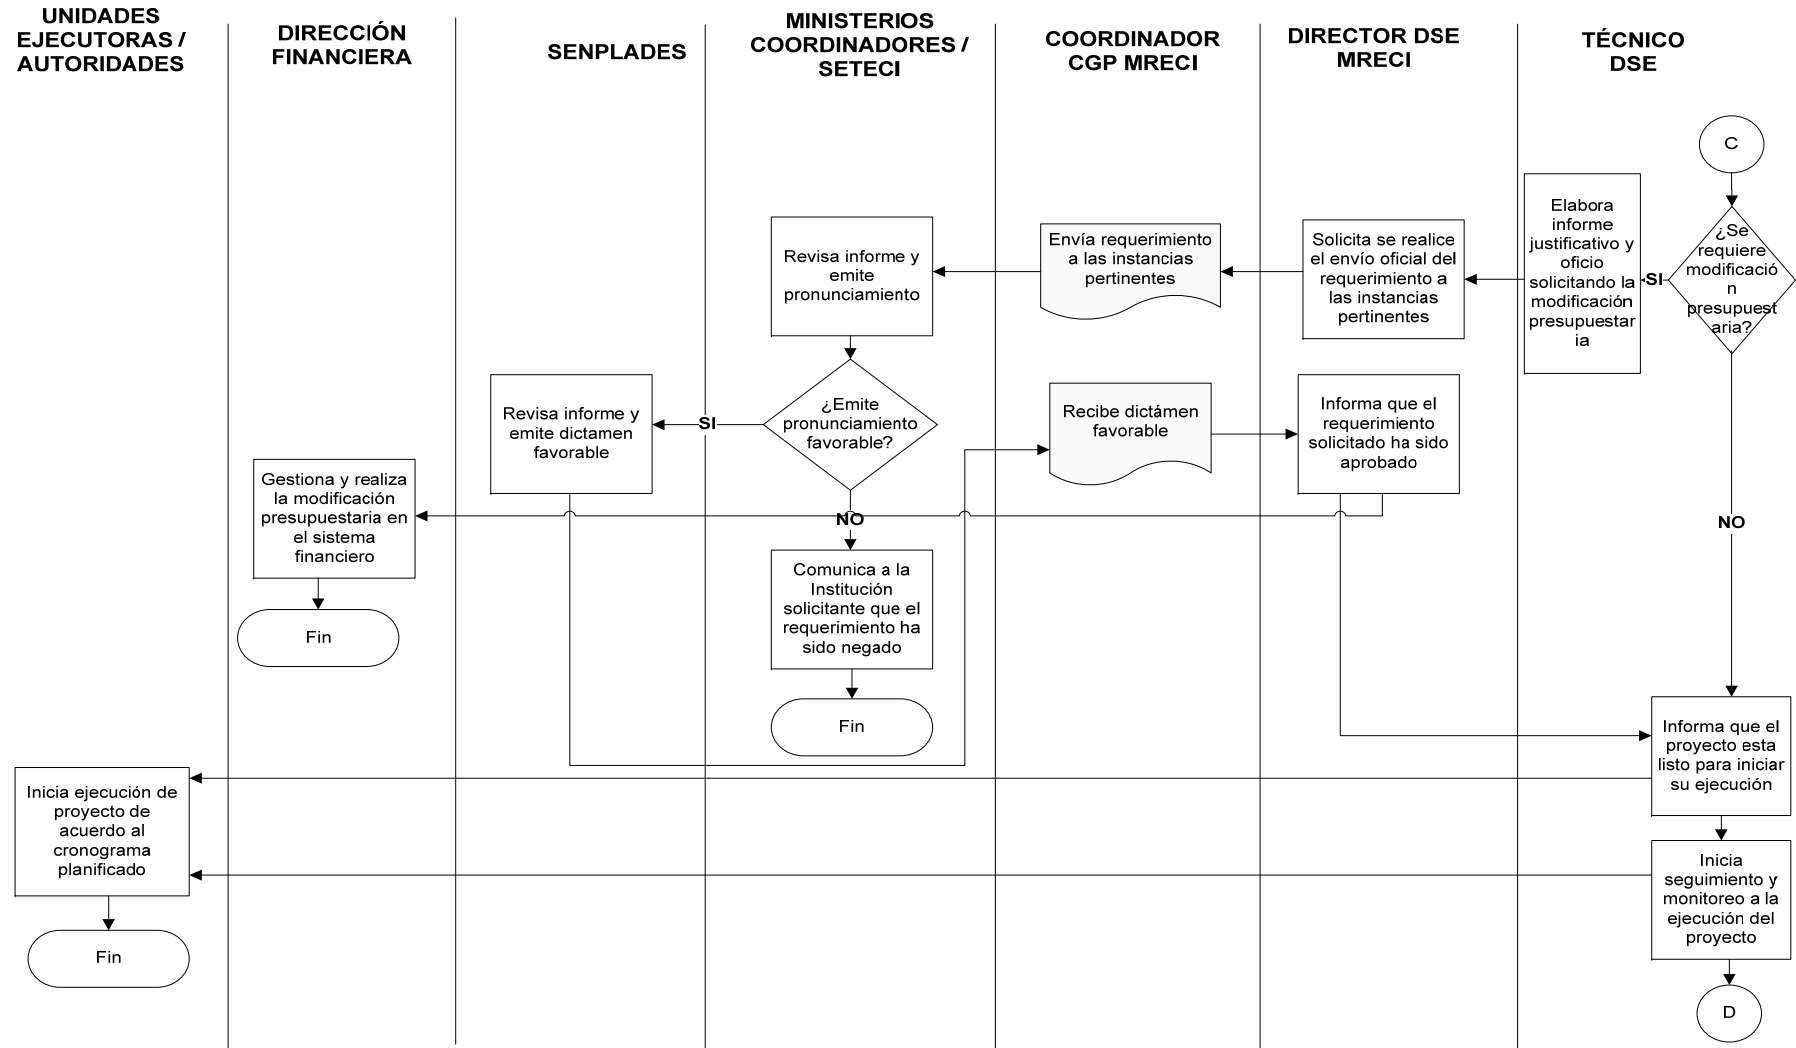 UNIDADES
EJECUTORAS /
AUTORIDADES
DIRECCIÓN
FINANCIERA
SENPLADES
MINISTERIOS
COORDINADORES /
SETECI
COORDINADOR
CGP MRECI
DIRECTOR DSE
MRECI
TÉCNICO
DSE
C
¿Se
requiere
modificació
n
presupuest
aria?
SI
Elabora
informe
justificativo y
oficio
solicitando la
modificación
presupuestar
ia
Solicita se realice
el envío oficial del
requerimiento a
las instancias
pertinentes
Envía requerimiento
a las instancias
pertinentes
Revisa informe y
emite
pronunciamiento
¿Emite
pronunciamiento
favorable?
SI
Revisa informe y
emite dictamen
favorable
Recibe dictámen
favorable
Informa que el
requerimiento
solicitado ha sido
aprobado
Gestiona y realiza
la modificación
presupuestaria en
el sistema
financiero
Fin
NO
Comunica a la
Institución
solicitante que el
requerimiento ha
sido negado
Fin
NO
Informa que el
proyecto esta
listo para iniciar
su ejecución
Inicia ejecución de
proyecto de
acuerdo al
cronograma
planificado
Fin
Inicia
seguimiento y
monitoreo a la
ejecución del
proyecto
D